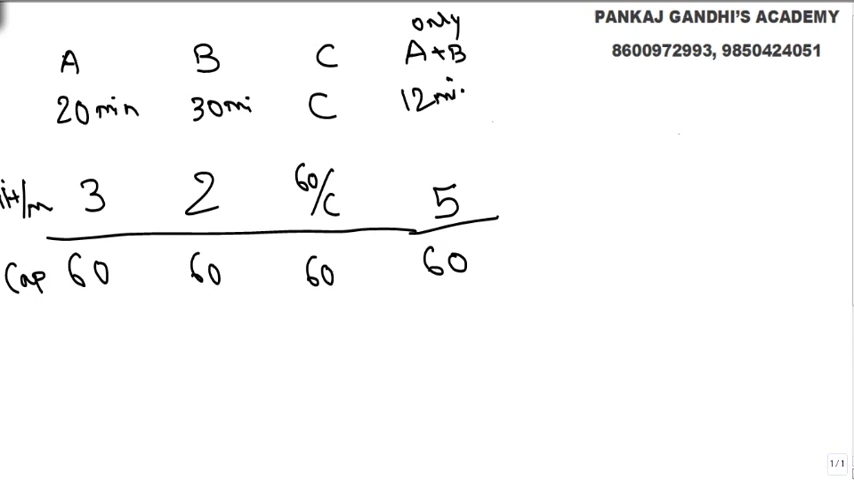 PANKAJ GANDHI'S ACADEMY
8600972993, 9850424051
only
A B C A+B
20min 30mi C 12mi.
it/m 3 2 60/C 5
Cap 60 60 60 60
1/1